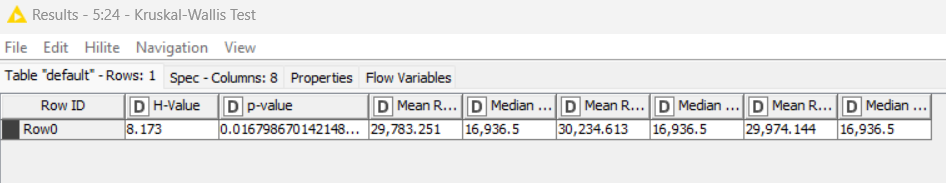 Results - 5:24 - Kruskal-Wallis Test
File Edit Hilite Navigation View
Table "default" - Rows: 1 Spec - Columns: 8 Properties Flow Variables
Row ID D H-Value D p-value D Mean R... D Median ... D Mean R... D Median ... D Mean R... D Median ...
Row0 8.173 0.016798670142148... 29,783.251 16,936.5 30,234.613 16,936.5 29,974.144 16,936.5